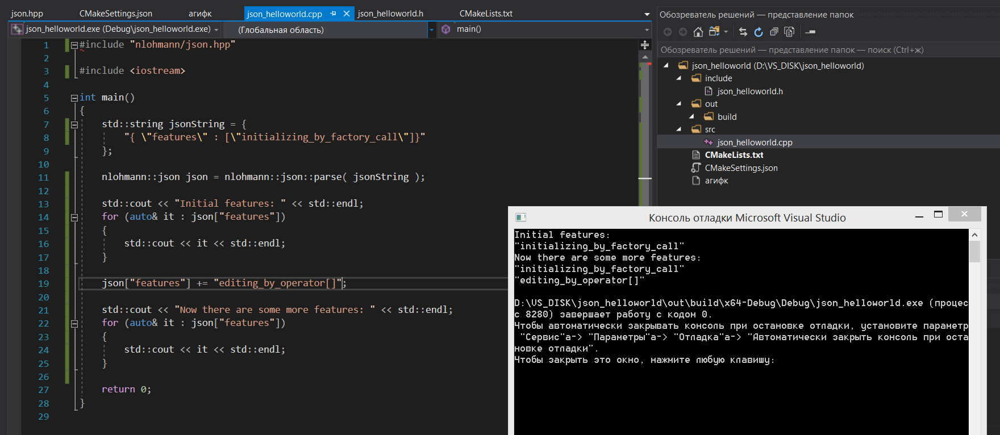 json.hpp CMakeSettings.json агифк json_helloworld.cpp json_helloworld.h CMakeLists.txt
json_helloworld.exe (Debug\json_helloworld.exe) (Глобальная область) main()
1 #include "nlohmann/json.hpp"
2
3 #include <iostream>
4
5 int main()
6 {
7 std::string jsonString = {
8 "{ \"features\" : [\"initializing_by_factory_call\"]}"
9 };
10
11 nlohmann::json json = nlohmann::json::parse( jsonString );
12
13 std::cout << "Initial features: " << std::endl;
14 for (auto& it : json["features"])
15 {
16 std::cout << it << std::endl;
17 }
18
19 json["features"] += "editing_by_operator[]";
20
21 std::cout << "Now there are some more features: " << std::endl;
22 for (auto& it : json["features"])
23 {
24 std::cout << it << std::endl;
25 }
26
27 return 0;
28 }
29
Обозреватель решений — представление папок
Обозреватель решений — представление папок — поиск (Ctrl+ж)
json_helloworld (D:\VS_DISK\json_helloworld)
include
json_helloworld.h
out
build
src
json_helloworld.cpp
CMakeLists.txt
CMakeSettings.json
агифк
Консоль отладки Microsoft Visual Studio
Initial features:
"initializing_by_factory_call"
Now there are some more features:
"initializing_by_factory_call"
"editing_by_operator[]"
D:\VS_DISK\json_helloworld\out\build\x64-Debug\Debug\json_helloworld.exe (процес
с 8280) завершает работу с кодом 0.
Чтобы автоматически закрывать консоль при остановке отладки, установите параметр
"Сервис"а-> "Параметры"а-> "Отладка"а-> "Автоматически закрыть консоль при оста
новке отладки".
Чтобы закрыть это окно, нажмите любую клавишу: